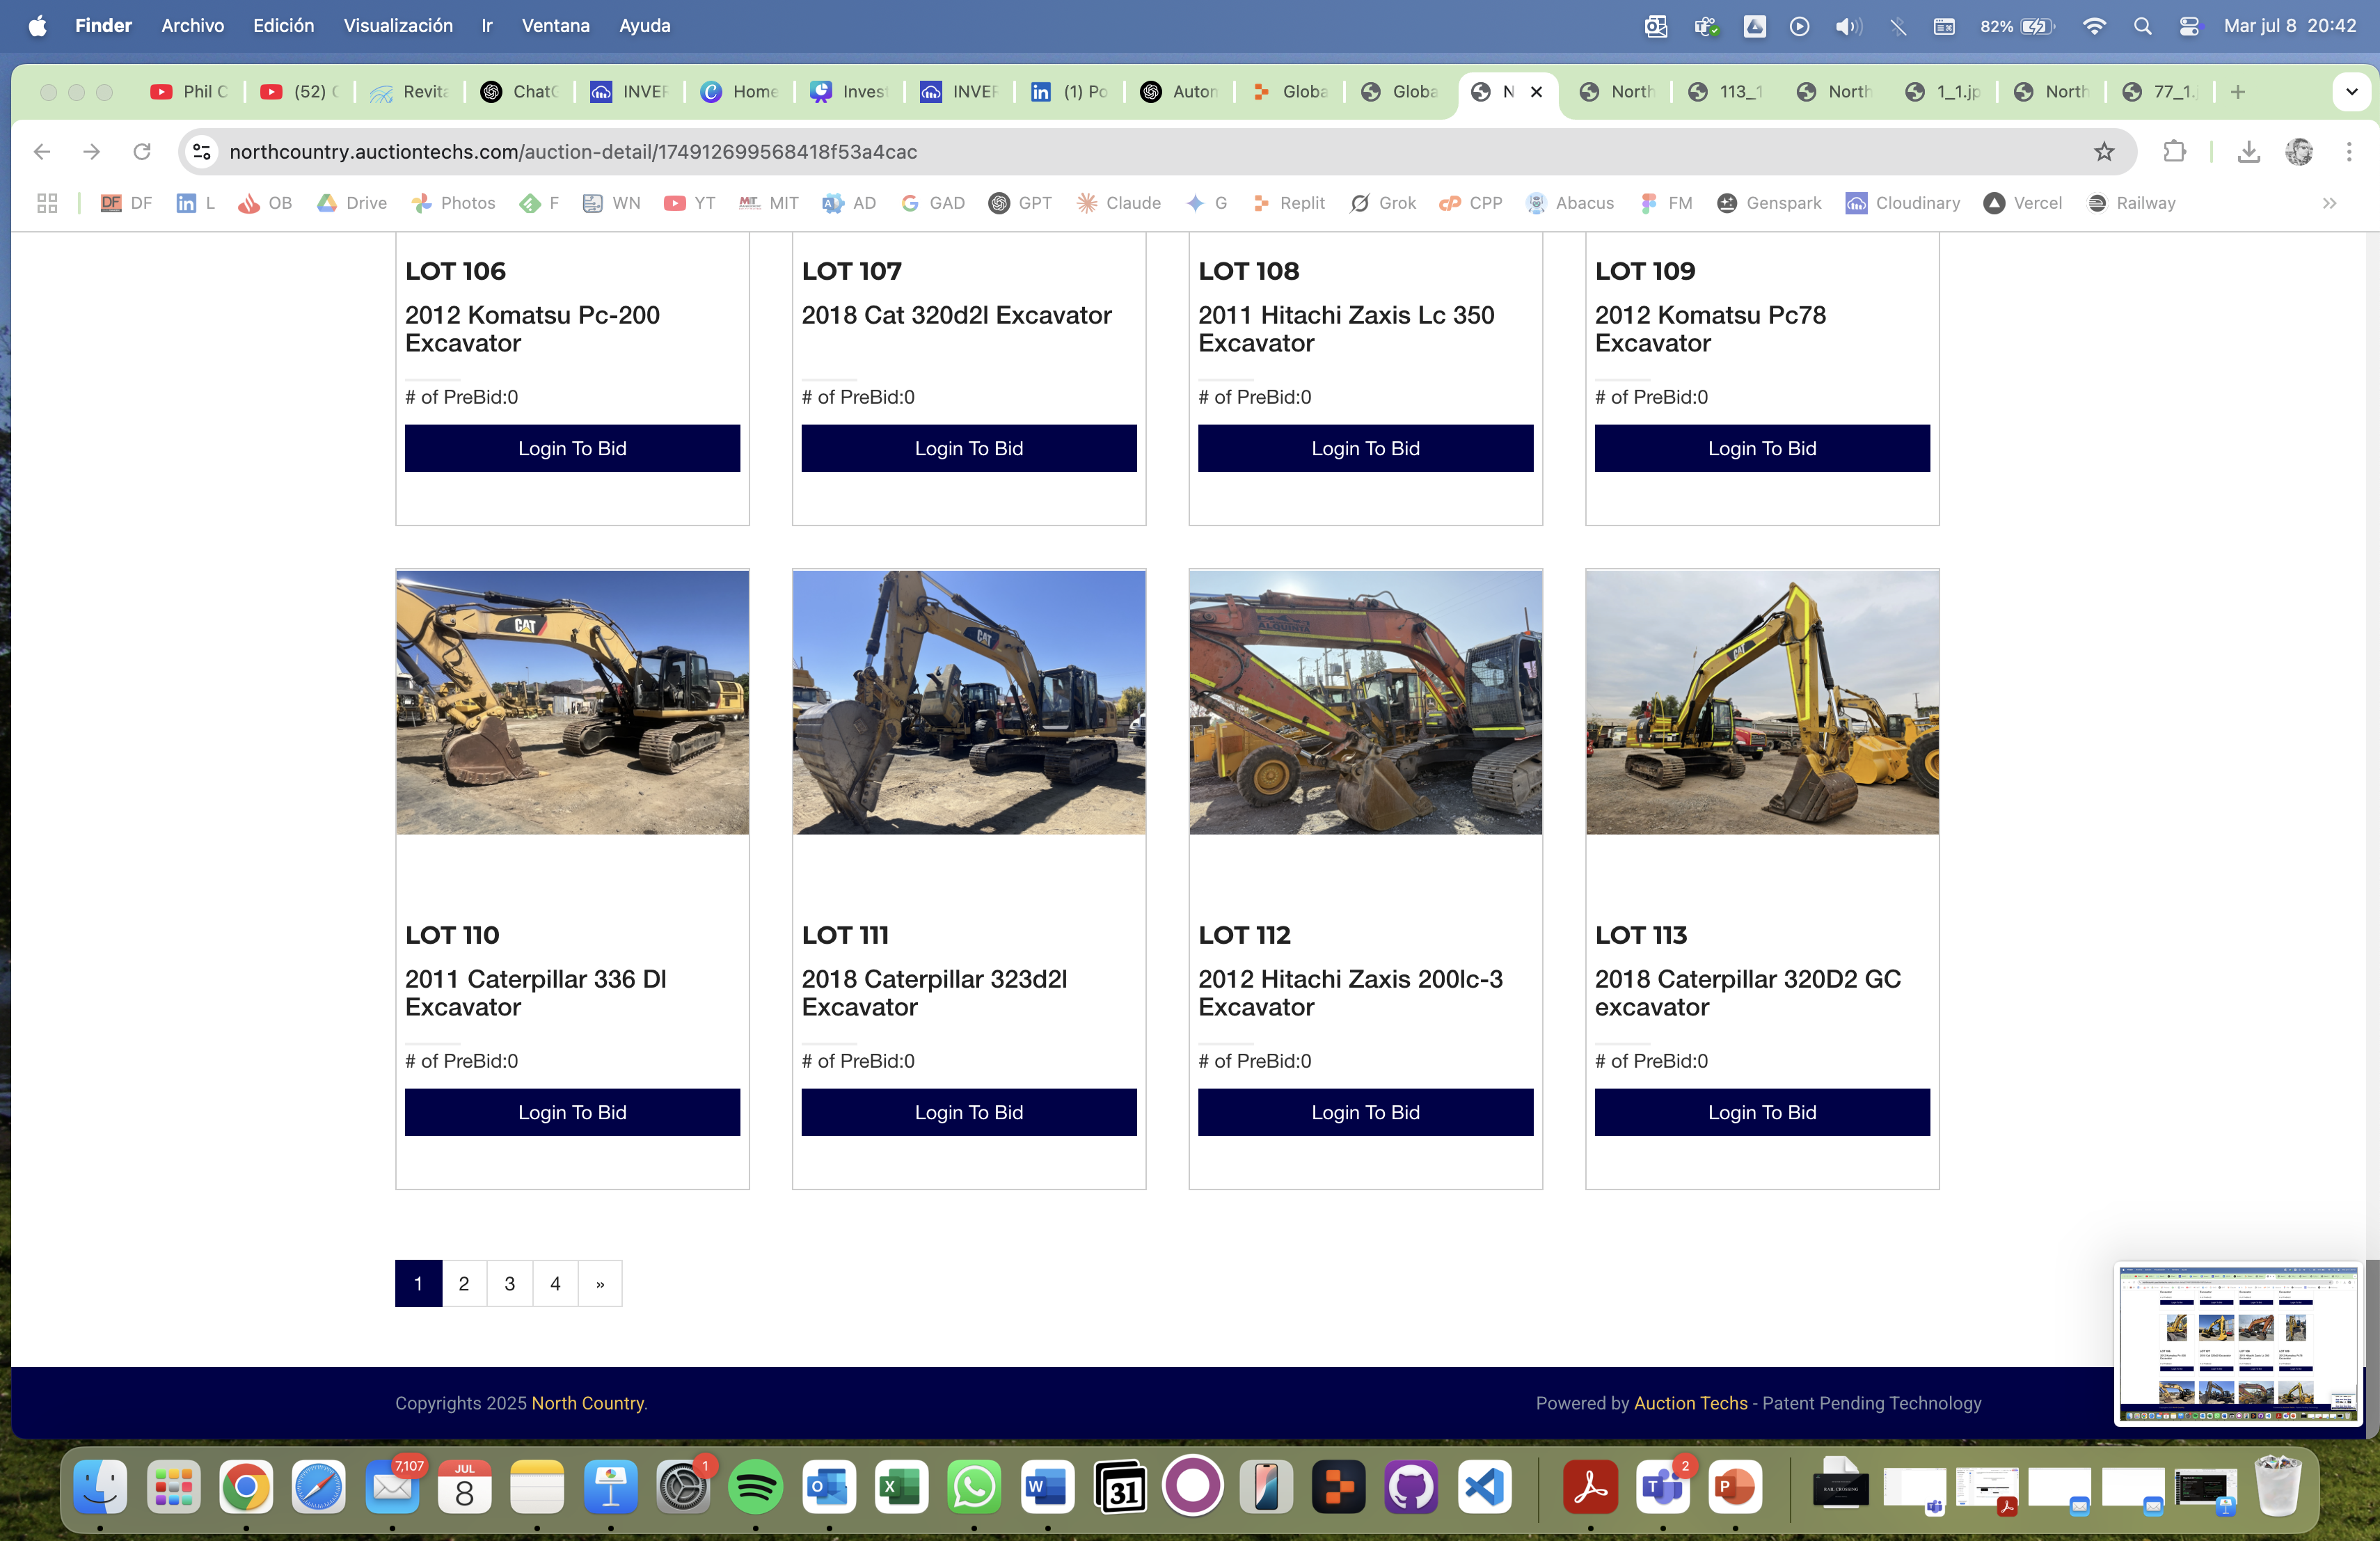 Finder Archivo Edición Visualización Ir Ventana Ayuda 82% Mar jul 8 20:42
Phil C (52) C Revita ChatG INVER Home Invest INVER (1) Po Autom Globa Globa N North 113_1 North 1_1.jp North 77_1.
northcountry.auctiontechs.com/auction-detail/174912699568418f53a4cac
DF DF L OB Drive Photos F WN YT MIT MIT AD GAD GPT Claude G Replit Grok CPP Abacus FM Genspark Cloudinary Vercel Railway »
LOT 106 LOT 107 LOT 108 LOT 109
2012 Komatsu Pc-200 2018 Cat 320d2l Excavator 2011 Hitachi Zaxis Lc 350 2012 Komatsu Pc78
Excavator Excavator Excavator
# of PreBid:0 # of PreBid:0 # of PreBid:0 # of PreBid:0
Login To Bid Login To Bid Login To Bid Login To Bid
CAT CAT CAT
LOT 110 LOT 111 LOT 112 LOT 113
2011 Caterpillar 336 Dl 2018 Caterpillar 323d2l 2012 Hitachi Zaxis 200lc-3 2018 Caterpillar 320D2 GC
Excavator Excavator Excavator excavator
# of PreBid:0 # of PreBid:0 # of PreBid:0 # of PreBid:0
Login To Bid Login To Bid Login To Bid Login To Bid
1 2 3 4 »
Copyrights 2025 North Country. Powered by Auction Techs - Patent Pending Technology
7,107 JUL 8 1 31 2